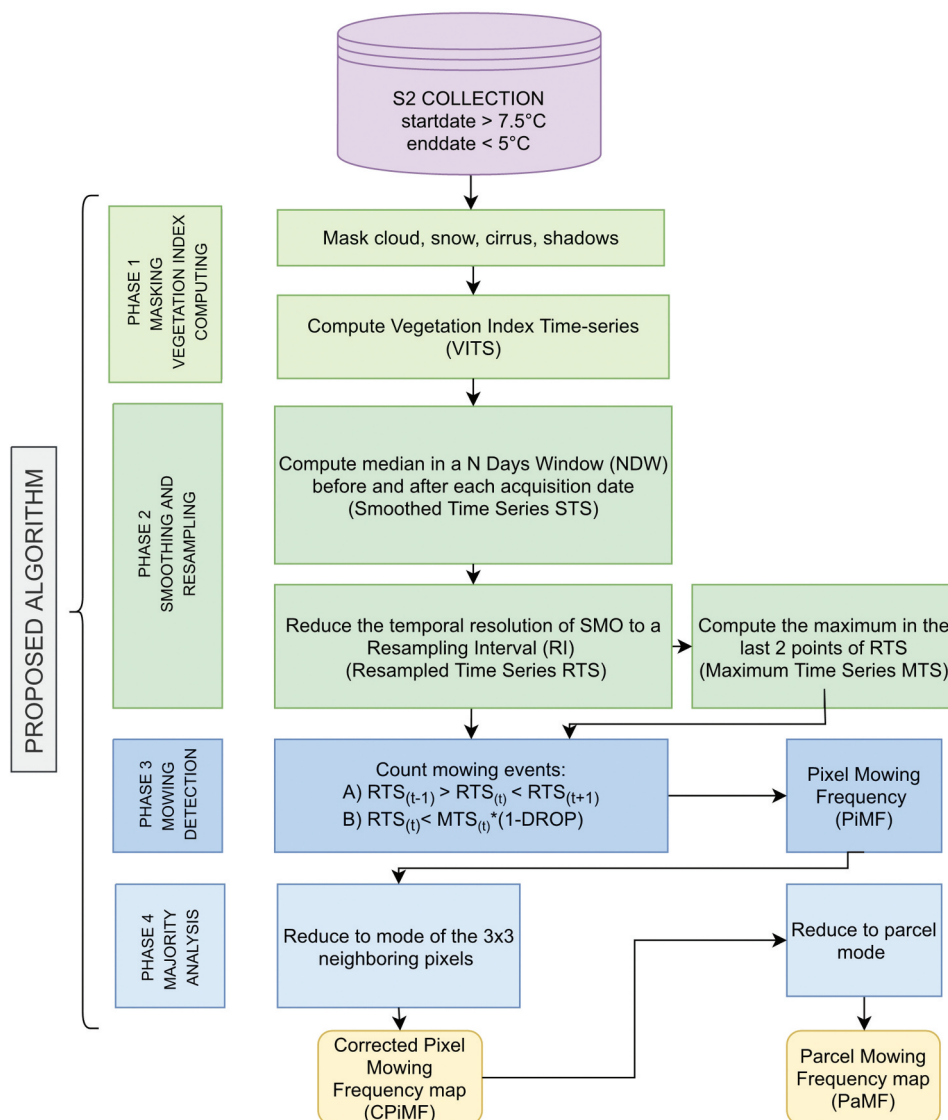 S2 COLLECTION
startdate > 7.5°C
enddate < 5°C
PROPOSED ALGORITHM
PHASE 1
MASKING
VEGETATION INDEX
COMPUTING
Mask cloud, snow, cirrus, shadows
Compute Vegetation Index Time-series
(VITS)
PHASE 2
SMOOTHING AND
RESAMPLING
Compute median in a N Days Window (NDW)
before and after each acquisition date
(Smoothed Time Series STS)
Reduce the temporal resolution of SMO to a
Resampling Interval (RI)
(Resampled Time Series RTS)
Compute the maximum in the
last 2 points of RTS
(Maximum Time Series MTS)
PHASE 3
MOWING
DETECTION
Count mowing events:
A) RTS(t-1) > RTS(t) < RTS(t+1)
B) RTS(t)< MTS(t)*(1-DROP)
Pixel Mowing
Frequency
(PiMF)
PHASE 4
MAJORITY
ANALYSIS
Reduce to mode of the 3x3
neighboring pixels
Reduce to parcel
mode
Corrected Pixel
Mowing
Frequency map
(CPiMF)
Parcel Mowing
Frequency map
(PaMF)